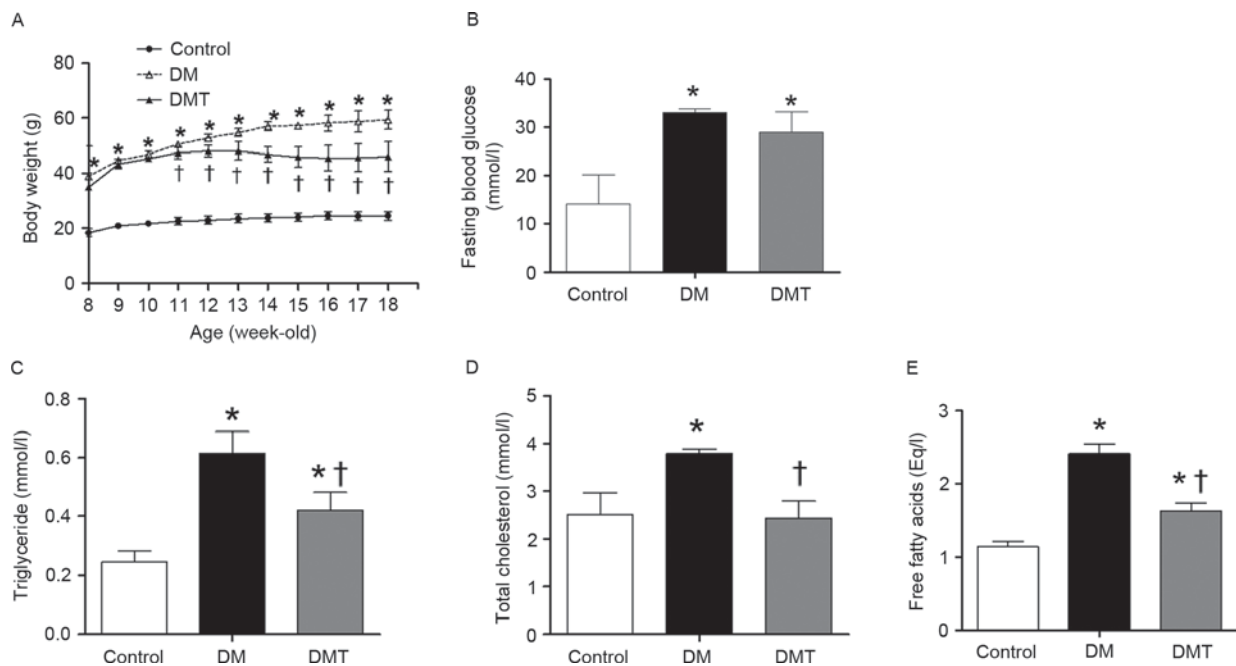 A
Control
DM
DMT
Body weight (g)
80
60
40
20
0
* * * * * * * * * * *
† † † † † † † †
8 9 10 11 12 13 14 15 16 17 18
Age (week-old)
B
Fasting blood glucose
(mmol/l)
40
30
20
10
0
* *
Control DM DMT
C
Triglyceride (mmol/l)
0.8
0.6
0.4
0.2
0.0
*
* †
Control DM DMT
D
Total cholesterol (mmol/l)
5
4
3
2
1
0
*
†
Control DM DMT
E
Free fatty acids (Eq/l)
3
2
1
0
*
* †
Control DM DMT